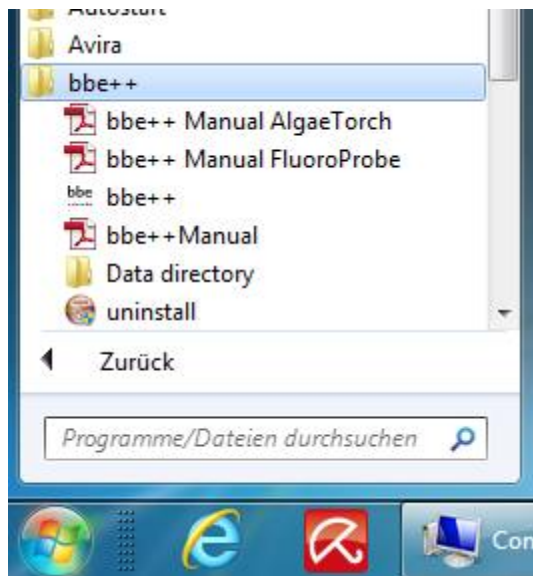 Autostart
Avira
bbe++
bbe++ Manual AlgaeTorch
bbe++ Manual FluoroProbe
bbe bbe++
bbe++Manual
Data directory
uninstall
Zurück
Programme/Dateien durchsuchen